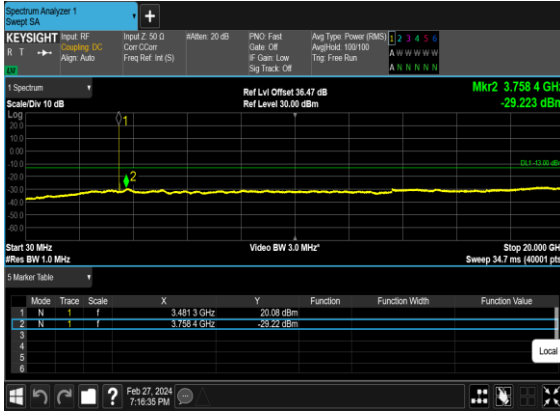 Spectrum Analyzer 1
Swept SA
+
KEYSIGHT
R T
Input: RF
Coupling: DC
Align: Auto
Input Z: 50 Ω
Corr CCorr
Freq Ref: Int (S)
#Atten: 20 dB
PNO: Fast
Gate: Off
IF Gain: Low
Sig Track: Off
Avg Type: Power (RMS)
Avg|Hold: 100/100
Trig: Free Run
1 2 3 4 5 6
A W W W W W
A N N N N N
1 Spectrum
Scale/Div 10 dB
Ref Lvl Offset 36.47 dB
Ref Level 30.00 dBm
Mkr2 3.758 4 GHz
-29.223 dBm
Log
20.0
10.0
0.00
-10.0
-20.0
-30.0
-40.0
-50.0
-60.0
1
2
DL1 -13.00 dBm
Start 30 MHz
#Res BW 1.0 MHz
Video BW 3.0 MHz*
Stop 20.000 GHz
Sweep 34.7 ms (40001 pts)
5 Marker Table
Mode Trace Scale X Y Function Function Width Function Value
1 N 1 f 3.481 3 GHz 20.08 dBm
2 N 1 f 3.758 4 GHz -29.22 dBm
3
4
5
6
Local
?
Feb 27, 2024
7:16:35 PM